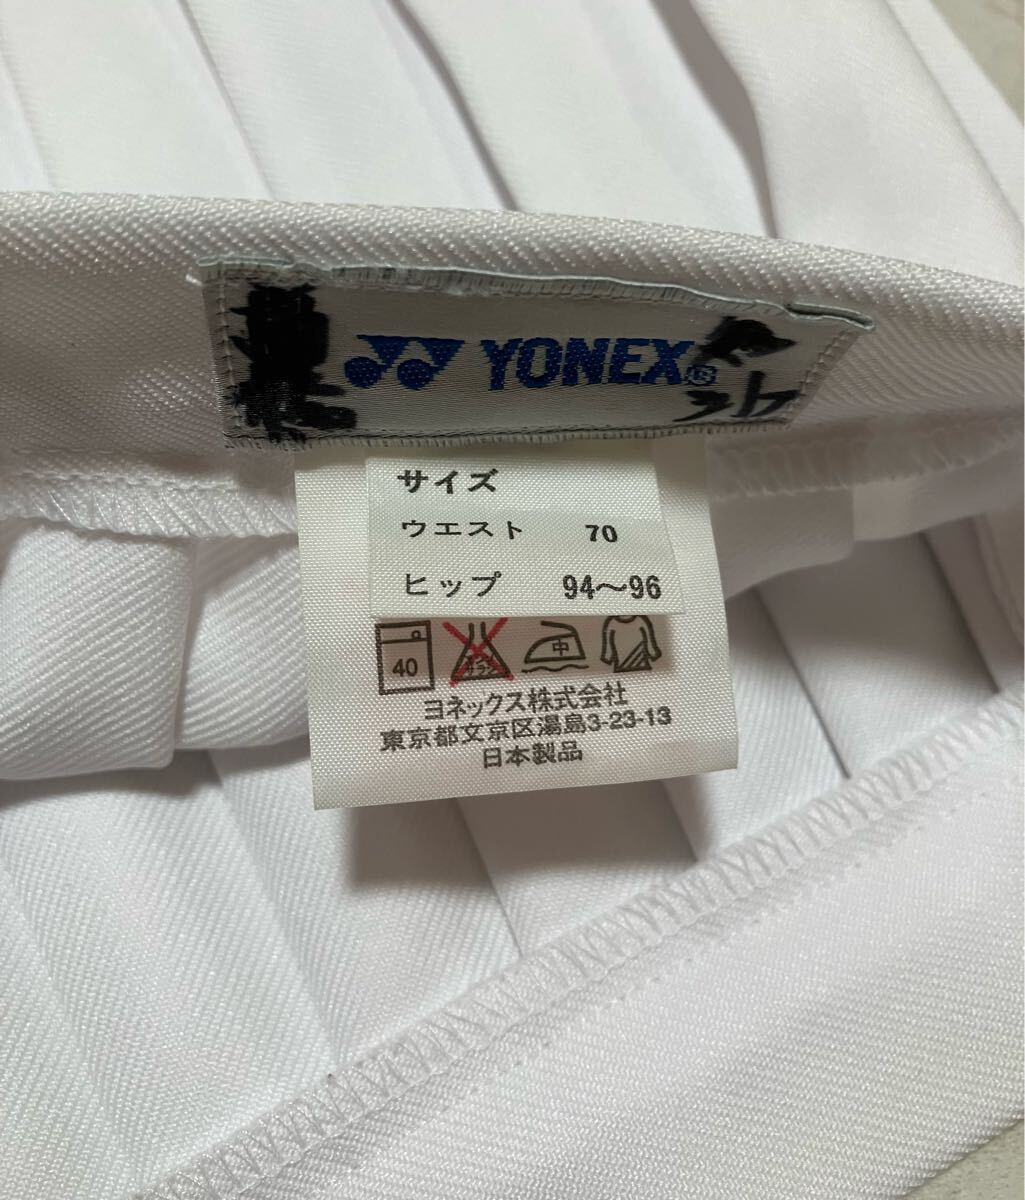 YONEX
サイズ
ウエスト 70
ヒップ 94～96
40 中
ヨネックス株式会社
東京都文京区湯島3-23-13
日本製品